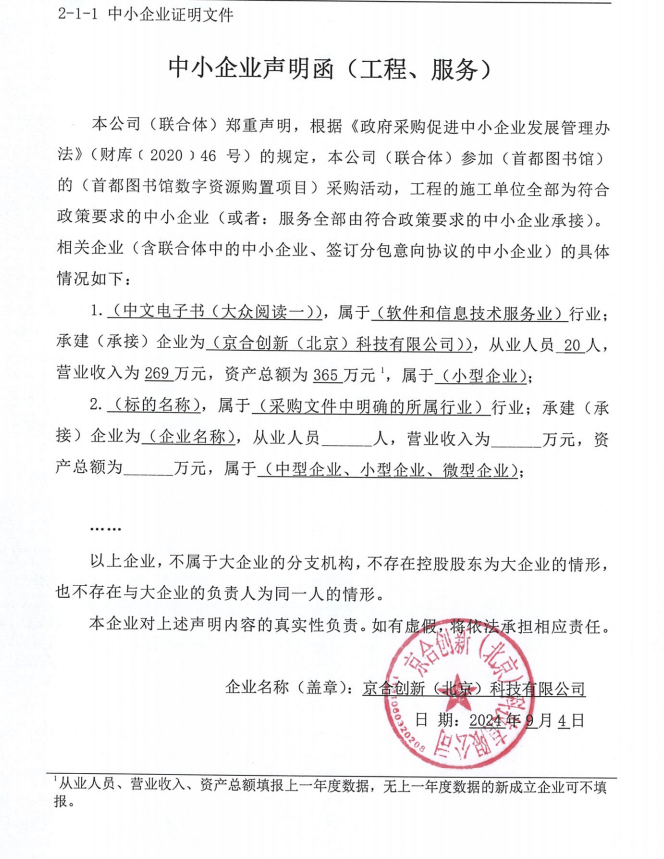 2-1-1 中小企业证明文件
中小企业声明函（工程、服务）
本公司（联合体）郑重声明，根据《政府采购促进中小企业发展管理办
法》（财库﹝2020﹞46 号）的规定，本公司（联合体）参加（首都图书馆）
的（首都图书馆数字资源购置项目）采购活动，工程的施工单位全部为符合
政策要求的中小企业（或者：服务全部由符合政策要求的中小企业承接）。
相关企业（含联合体中的中小企业、签订分包意向协议的中小企业）的具体
情况如下：
1.（中文电子书（大众阅读一）），属于（软件和信息技术服务业）行业；
承建（承接）企业为（京合创新（北京）科技有限公司）），从业人员 20 人，
营业收入为 269 万元，资产总额为 365 万元¹，属于（小型企业）；
2.（标的名称），属于（采购文件中明确的所属行业）行业；承建（承
接）企业为（企业名称），从业人员______人，营业收入为______万元，资
产总额为______万元，属于（中型企业、小型企业、微型企业）；
……
以上企业，不属于大企业的分支机构，不存在控股股东为大企业的情形，
也不存在与大企业的负责人为同一人的情形。
本企业对上述声明内容的真实性负责。如有虚假，将依法承担相应责任。
企业名称（盖章）：京合创新（北京）科技有限公司
日 期：2024 年 9 月 4 日
京合创新（北京）科技有限公司
¹从业人员、营业收入、资产总额填报上一年度数据，无上一年度数据的新成立企业可不填
报。